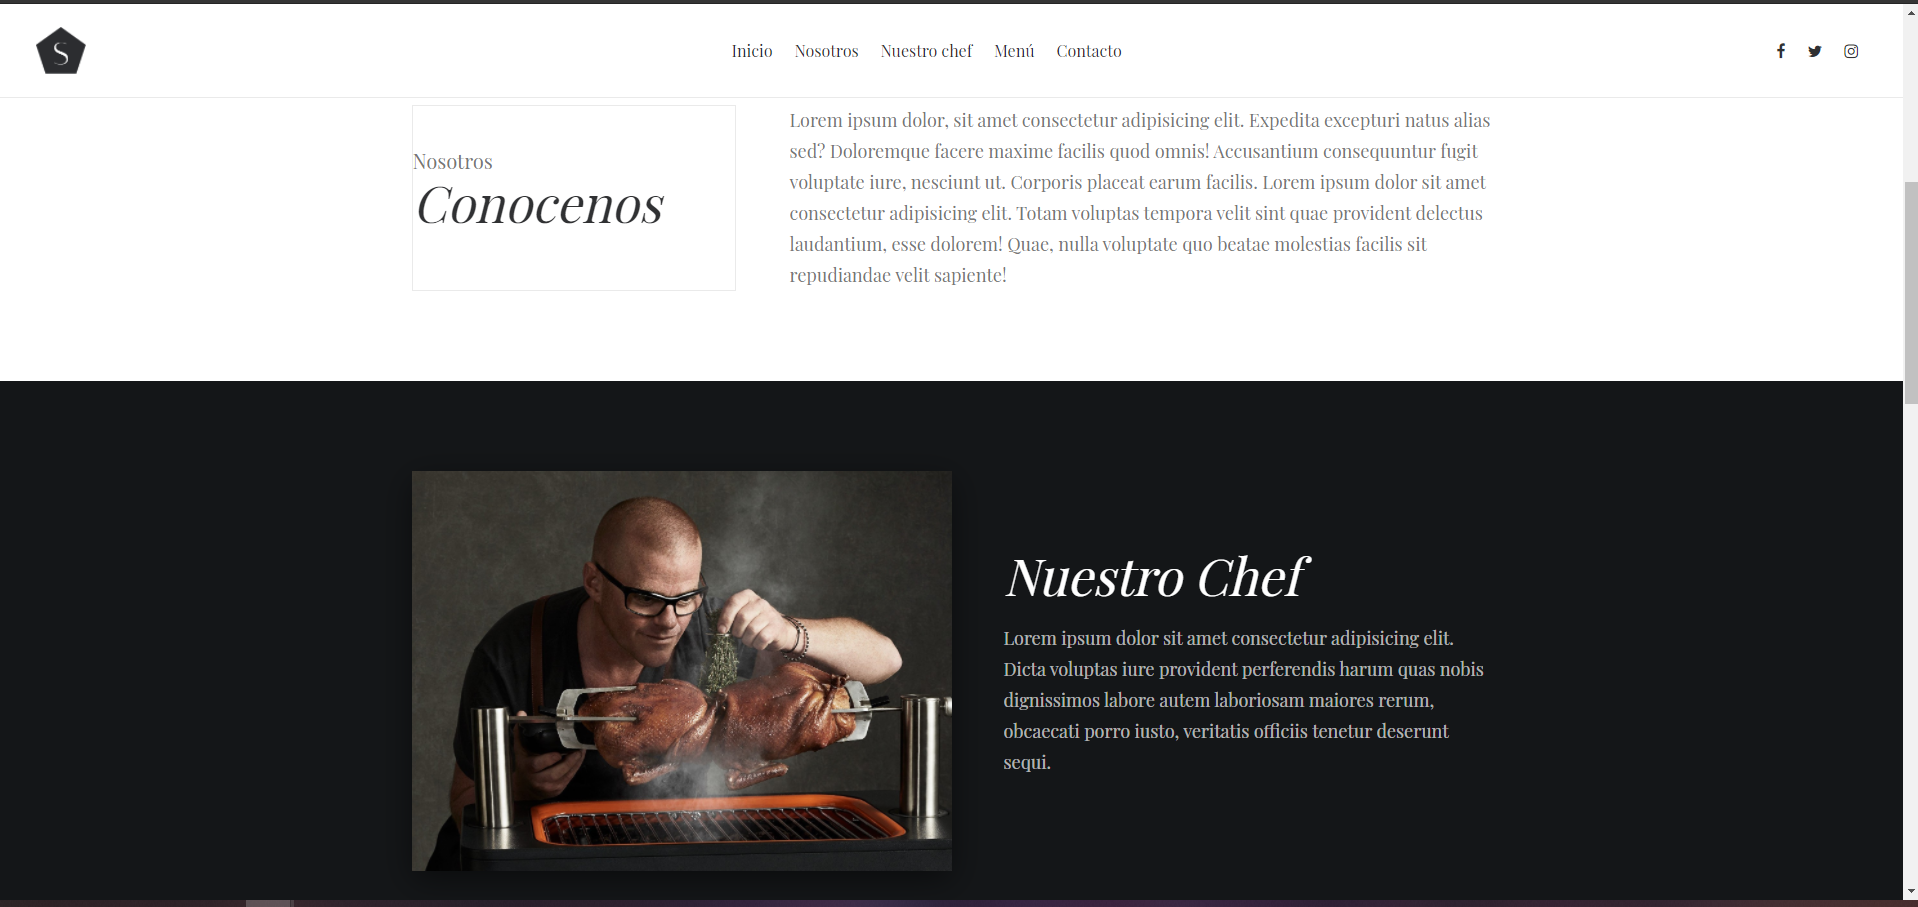 S
Inicio Nosotros Nuestro chef Menú Contacto
Nosotros
Conocenos
Lorem ipsum dolor, sit amet consectetur adipisicing elit. Expedita excepturi natus alias
sed? Doloremque facere maxime facilis quod omnis! Accusantium consequuntur fugit
voluptate iure, nesciunt ut. Corporis placeat earum facilis. Lorem ipsum dolor sit amet
consectetur adipisicing elit. Totam voluptas tempora velit sint quae provident delectus
laudantium, esse dolorem! Quae, nulla voluptate quo beatae molestias facilis sit
repudiandae velit sapiente!
Nuestro Chef
Lorem ipsum dolor sit amet consectetur adipisicing elit.
Dicta voluptas iure provident perferendis harum quas nobis
dignissimos labore autem laboriosam maiores rerum,
obcaecati porro iusto, veritatis officiis tenetur deserunt
sequi.